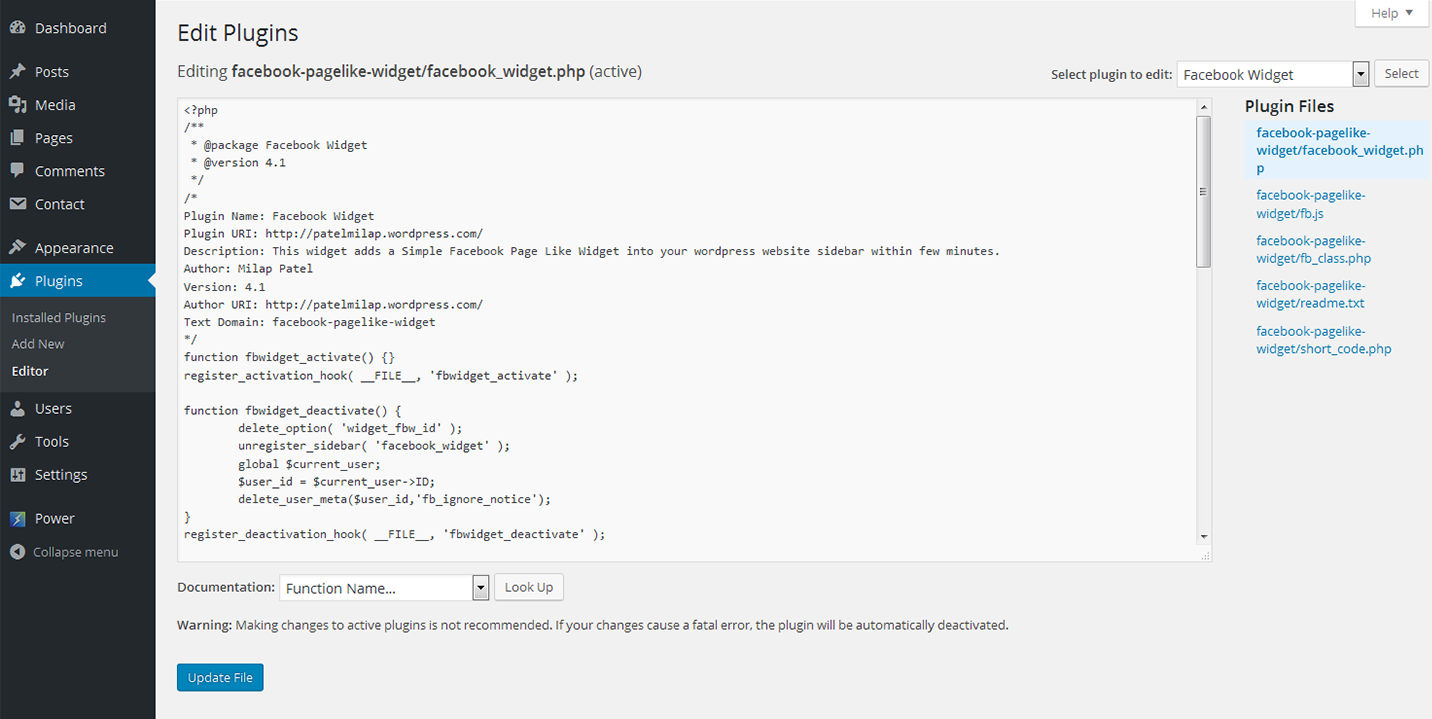 Dashboard
Posts
Media
Pages
Comments
Contact
Appearance
Plugins
Installed Plugins
Add New
Editor
Users
Tools
Settings
Power
Collapse menu
Help
Edit Plugins
Editing facebook-pagelike-widget/facebook_widget.php (active)
Select plugin to edit: Facebook Widget Select
<?php
/**
 * @package Facebook Widget
 * @version 4.1
 */
/*
Plugin Name: Facebook Widget
Plugin URI: http://patelmilap.wordpress.com/
Description: This widget adds a Simple Facebook Page Like Widget into your wordpress website sidebar within few minutes.
Author: Milap Patel
Version: 4.1
Author URI: http://patelmilap.wordpress.com/
Text Domain: facebook-pagelike-widget
*/
function fbwidget_activate() {}
register_activation_hook( __FILE__, 'fbwidget_activate' );
function fbwidget_deactivate() {
        delete_option( 'widget_fbw_id' );
        unregister_sidebar( 'facebook_widget' );
        global $current_user;
        $user_id = $current_user->ID;
        delete_user_meta($user_id,'fb_ignore_notice');
}
register_deactivation_hook( __FILE__, 'fbwidget_deactivate' );
Plugin Files
facebook-pagelike-
widget/facebook_widget.ph
p
facebook-pagelike-
widget/fb.js
facebook-pagelike-
widget/fb_class.php
facebook-pagelike-
widget/readme.txt
facebook-pagelike-
widget/short_code.php
Documentation: Function Name... Look Up
Warning: Making changes to active plugins is not recommended. If your changes cause a fatal error, the plugin will be automatically deactivated.
Update File